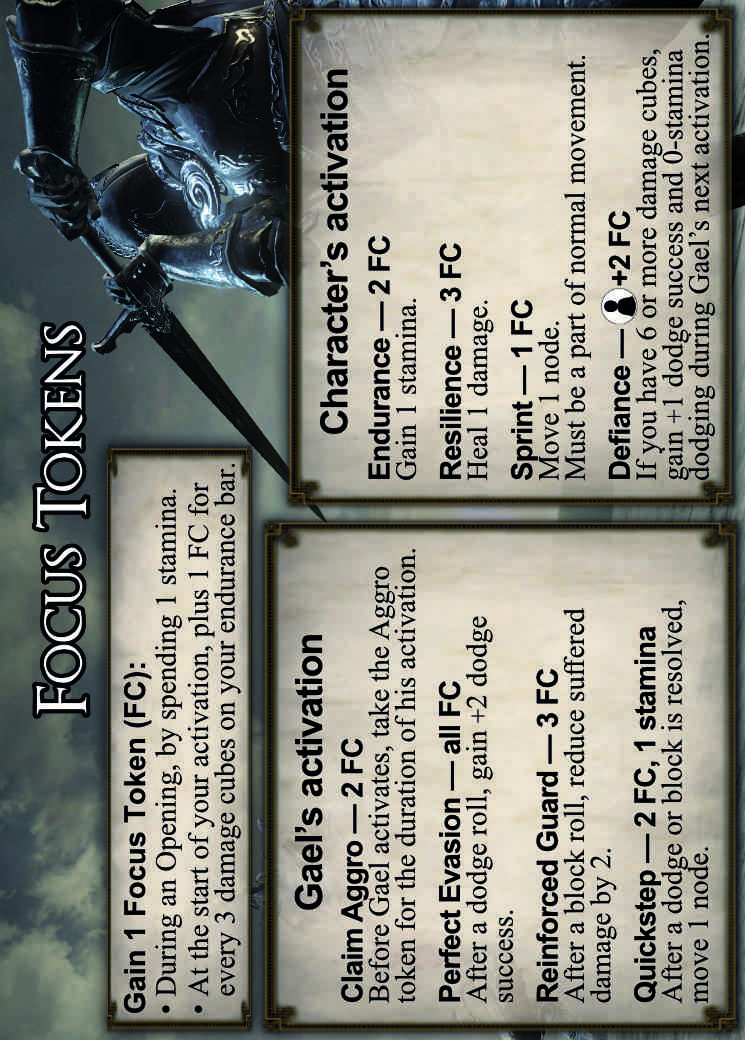 FOCUS TOKENS
Gain 1 Focus Token (FC):
• During an Opening, by spending 1 stamina.
• At the start of your activation, plus 1 FC for
every 3 damage cubes on your endurance bar.
Gael's activation
Claim Aggro — 2 FC
Before Gael activates, take the Aggro
token for the duration of his activation.
Perfect Evasion — all FC
After a dodge roll, gain +2 dodge
success.
Reinforced Guard — 3 FC
After a block roll, reduce suffered
damage by 2.
Quickstep — 2 FC, 1 stamina
After a dodge or block is resolved,
move 1 node.
Character's activation
Endurance — 2 FC
Gain 1 stamina.
Resilience — 3 FC
Heal 1 damage.
Sprint — 1 FC
Move 1 node.
Must be a part of normal movement.
Defiance — +2 FC
If you have 6 or more damage cubes,
gain +1 dodge success and 0-stamina
dodging during Gael's next activation.